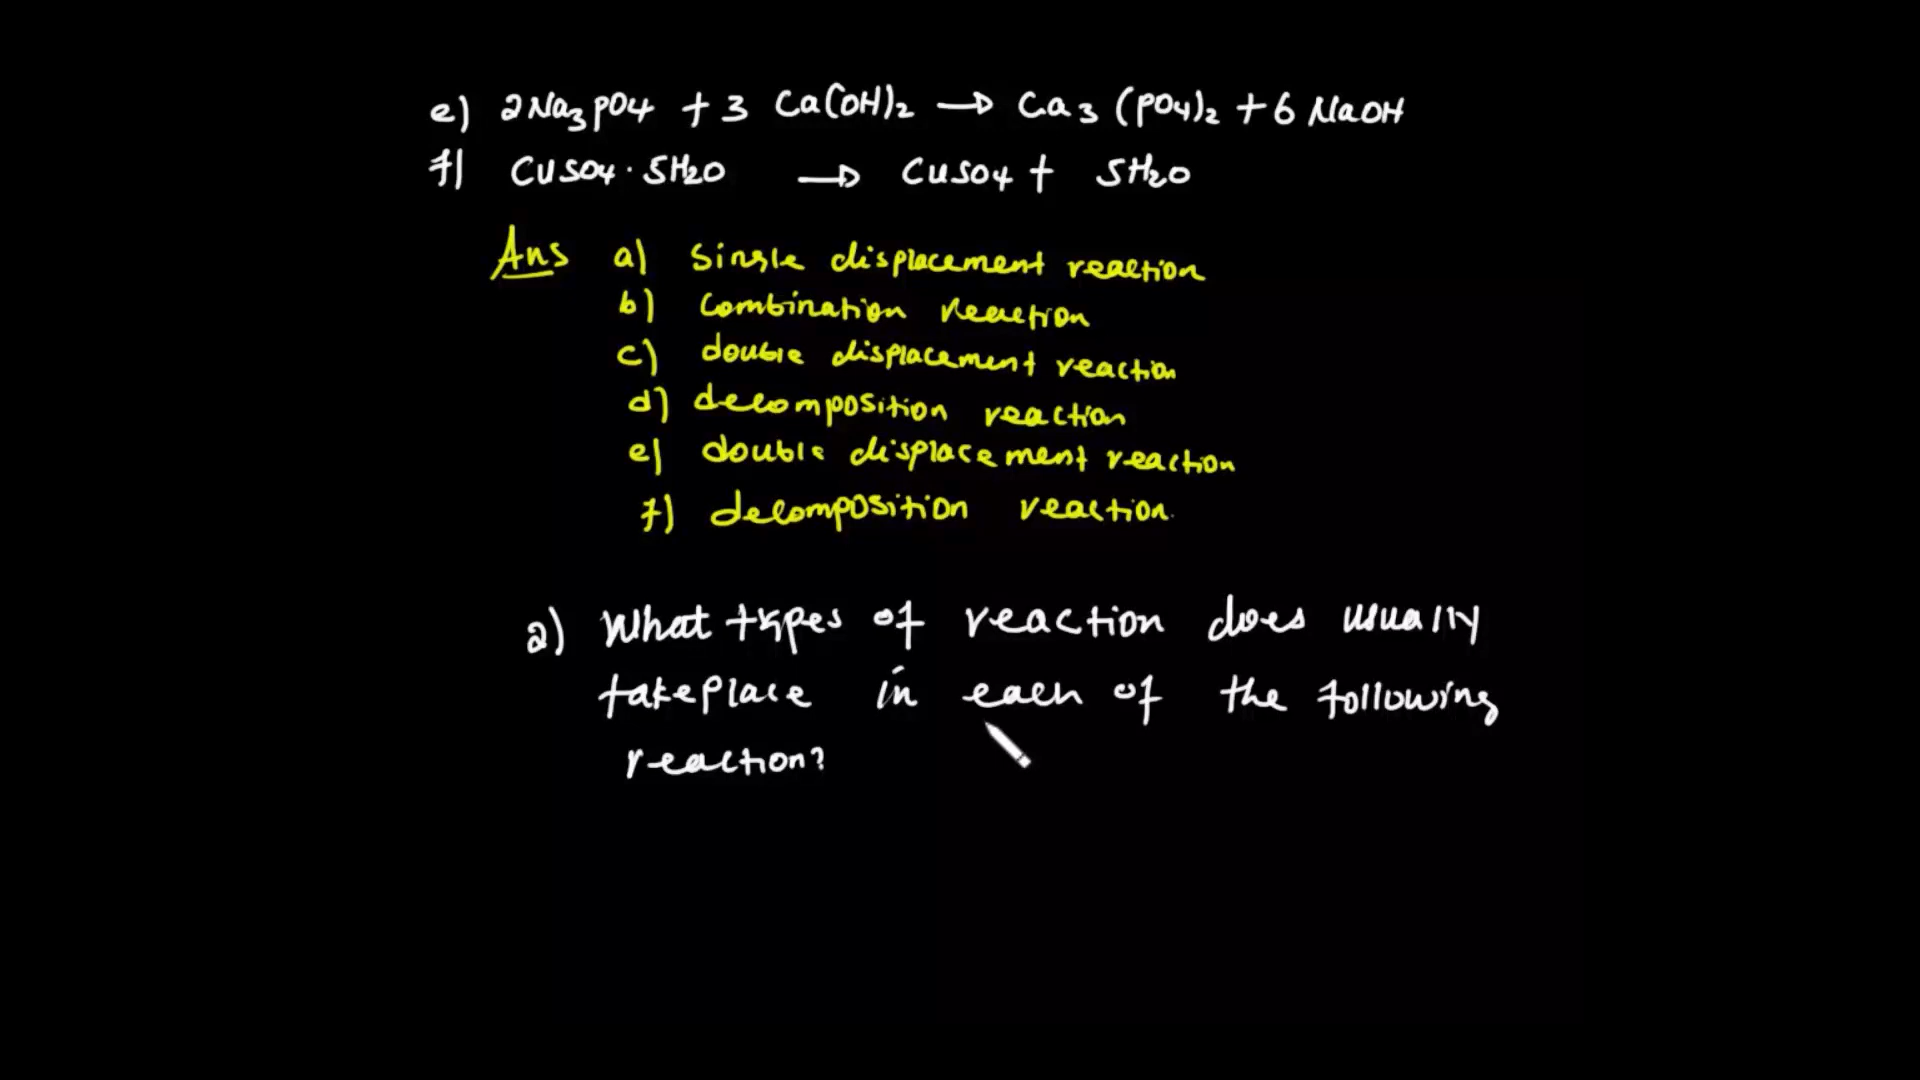 e) 2Na3PO4 + 3 Ca(OH)2 → Ca3 (PO4)2 + 6 NaOH
f) CuSO4 · 5H2O → CuSO4 + 5H2O
Ans a) Single displacement reaction
b) Combination reaction
c) double displacement reaction
d) decomposition reaction
e) double displacement reaction
f) decomposition reaction.
2) What types of reaction does usually
takeplace in each of the following
reaction?